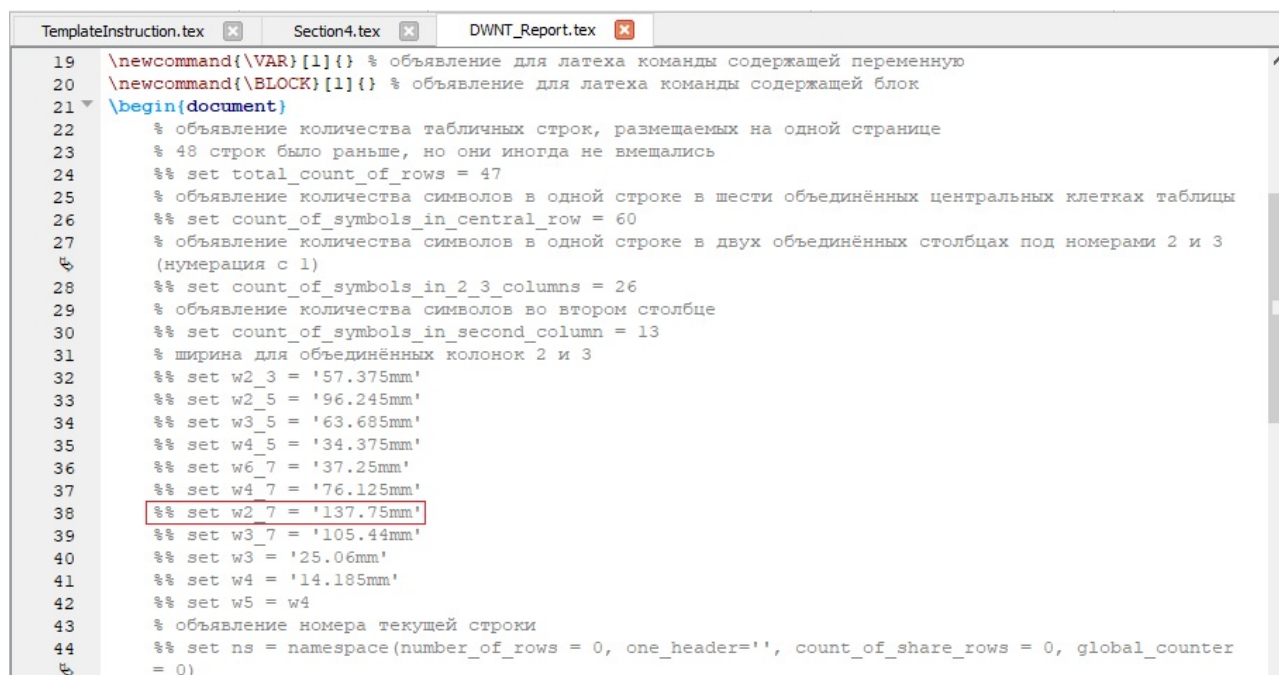 TemplateInstruction.tex Section4.tex DWNT_Report.tex
19 \newcommand{\VAR}[1]{} % объявление для латеха команды содержащей переменную
20 \newcommand{\BLOCK}[1]{} % объявление для латеха команды содержащей блок
21 \begin{document}
22 % объявление количества табличных строк, размещаемых на одной странице
23 % 48 строк было раньше, но они иногда не вмещались
24 %% set total_count_of_rows = 47
25 % объявление количества символов в одной строке в шести объединённых центральных клетках таблицы
26 %% set count_of_symbols_in_central_row = 60
27 % объявление количества символов в одной строке в двух объединённых столбцах под номерами 2 и 3
(нумерация с 1)
28 %% set count_of_symbols_in_2_3_columns = 26
29 % объявление количества символов во втором столбце
30 %% set count_of_symbols_in_second_column = 13
31 % ширина для объединённых колонок 2 и 3
32 %% set w2_3 = '57.375mm'
33 %% set w2_5 = '96.245mm'
34 %% set w3_5 = '63.685mm'
35 %% set w4_5 = '34.375mm'
36 %% set w6_7 = '37.25mm'
37 %% set w4_7 = '76.125mm'
38 %% set w2_7 = '137.75mm'
39 %% set w3_7 = '105.44mm'
40 %% set w3 = '25.06mm'
41 %% set w4 = '14.185mm'
42 %% set w5 = w4
43 % объявление номера текущей строки
44 %% set ns = namespace(number_of_rows = 0, one_header='', count_of_share_rows = 0, global_counter
= 0)